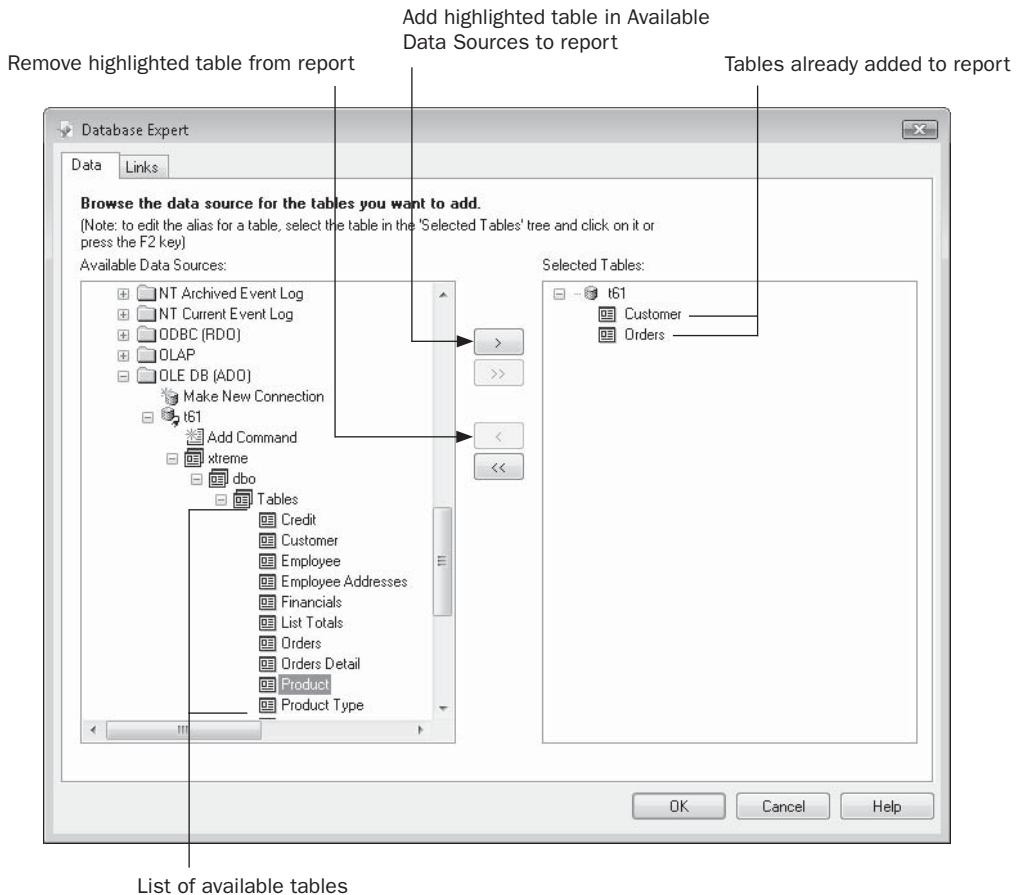 Add highlighted table in Available
Data Sources to report
Remove highlighted table from report
Tables already added to report
Database Expert
Data
Links
Browse the data source for the tables you want to add.
(Note: to edit the alias for a table, select the table in the 'Selected Tables' tree and click on it or
press the F2 key)
Available Data Sources:
Selected Tables:
NT Archived Event Log
NT Current Event Log
ODBC (RDO)
OLAP
OLE DB (ADO)
Make New Connection
t61
Add Command
xtreme
dbo
Tables
Credit
Customer
Employee
Employee Addresses
Financials
List Totals
Orders
Orders Detail
Product
Product Type
>
>>
<
<<
t61
Customer
Orders
OK
Cancel
Help
List of available tables